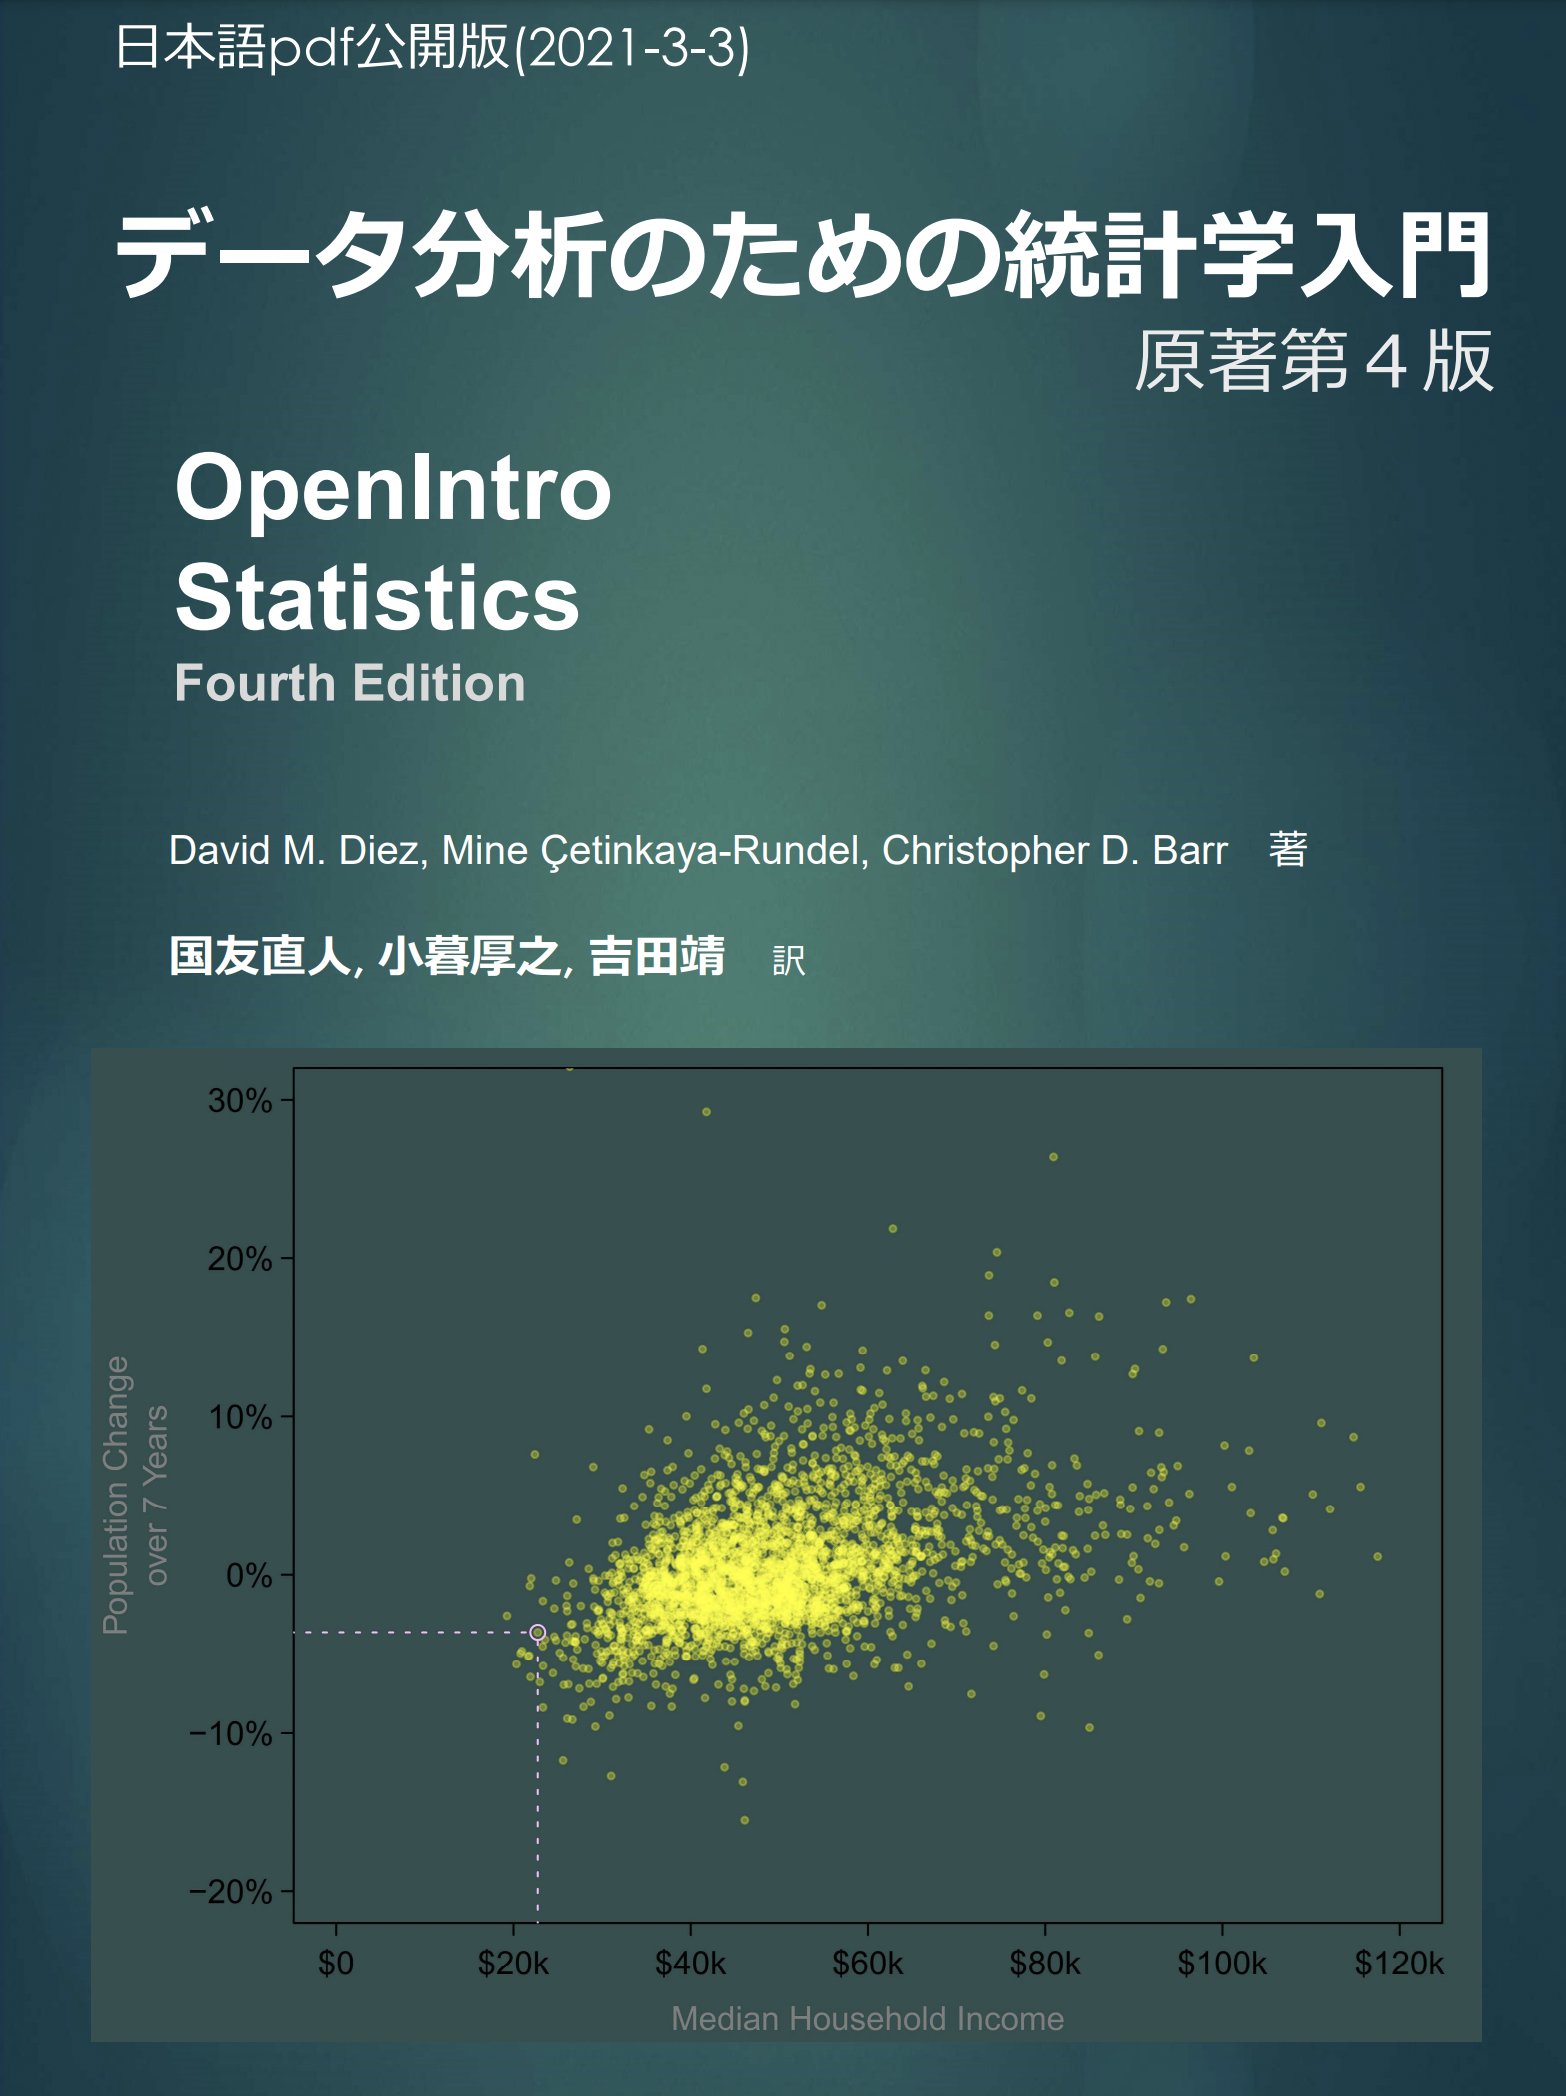 日本語pdf公開版(2021-3-3)
データ分析のための統計学入門
原著第４版
OpenIntro
Statistics
Fourth Edition
David M. Diez, Mine Çetinkaya-Rundel, Christopher D. Barr　著
国友直人, 小暮厚之, 吉田靖　訳
30%
20%
10%
0%
−10%
−20%
Population Change
over 7 Years
$0 $20k $40k $60k $80k $100k $120k
Median Household Income